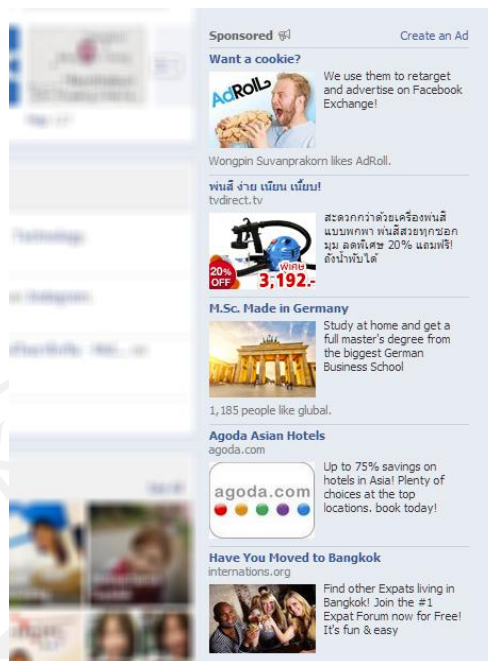 Sponsored
Create an Ad
Want a cookie?
AdRoll
We use them to retarget
and advertise on Facebook
Exchange!
Wongpin Suvanprakorn likes AdRoll.
พ่นสี ง่าย เนียน เนี้ยบ!
tvdirect.tv
20%
OFF
พิเศษ
3,192.-
สะดวกกว่าด้วยเครื่องพ่นสี
แบบพกพา พ่นสีสวยทุกซอก
มุม ลดพิเศษ 20% แถมฟรี!
ถังน้ำพับได้
M.Sc. Made in Germany
Study at home and get a
full master's degree from
the biggest German
Business School
1,185 people like glubal.
Agoda Asian Hotels
agoda.com
agoda.com
Up to 75% savings on
hotels in Asia! Plenty of
choices at the top
locations. book today!
Have You Moved to Bangkok
internations.org
Find other Expats living in
Bangkok! Join the #1
Expat Forum now for Free!
It's fun & easy